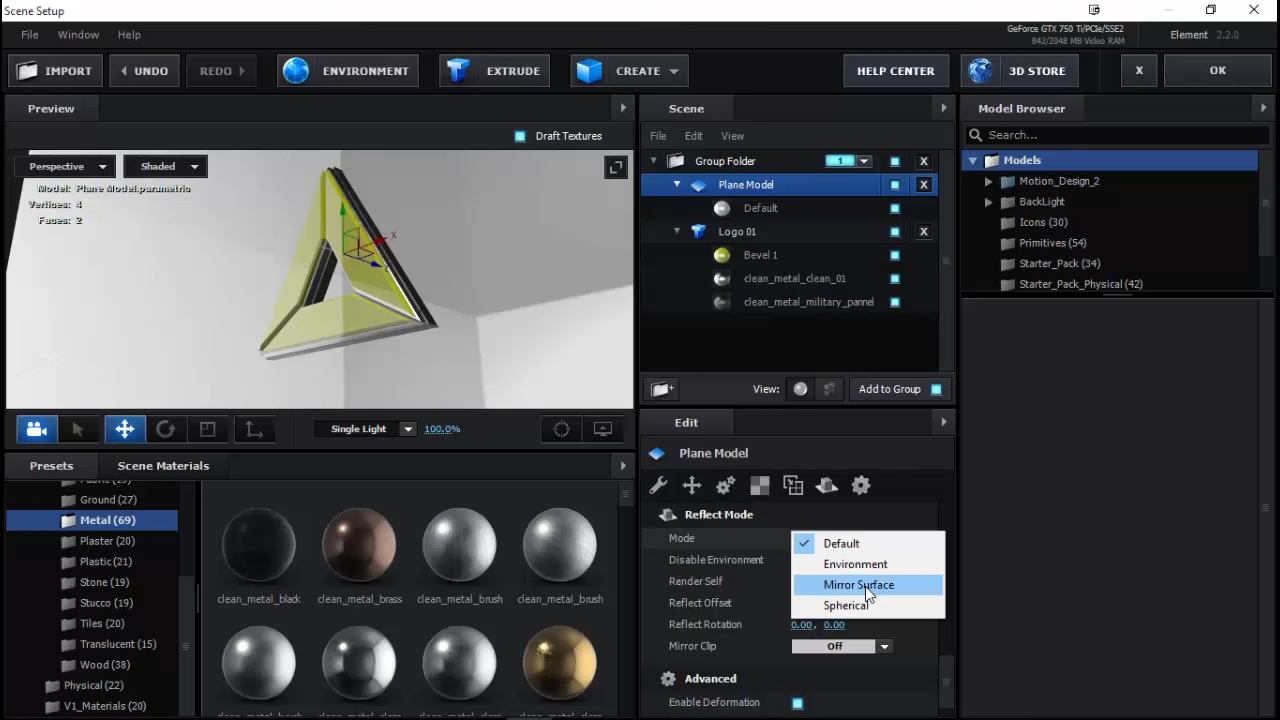 Scene Setup
File Window Help
GeForce GTX 750 Ti/PCIe/SSE2
842/2048 MB Video RAM
Element 2.2.0
IMPORT UNDO REDO ENVIRONMENT EXTRUDE CREATE HELP CENTER 3D STORE X OK
Preview
Draft Textures
Perspective Shaded
Model: Plane Model.parametric
Vertices: 4
Faces: 2
X
Single Light 100.0%
Scene
File Edit View
Group Folder 1 X
Plane Model X
Default
Logo 01 X
Bevel 1
clean_metal_clean_01
clean_metal_military_pannel
View: Add to Group
Model Browser
Search...
Models
Motion_Design_2
BackLight
Icons (30)
Primitives (54)
Starter_Pack (34)
Starter_Pack_Physical (42)
Presets Scene Materials
Fabric (19)
Ground (27)
Metal (69)
Plaster (20)
Plastic (21)
Stone (19)
Stucco (19)
Tiles (20)
Translucent (15)
Wood (38)
Physical (22)
V1_Materials (20)
clean_metal_black clean_metal_brass clean_metal_brush clean_metal_brush
Edit
Plane Model
Reflect Mode
Mode
Default
Disable Environment
Environment
Render Self
Mirror Surface
Reflect Offset
Spherical
Reflect Rotation 0.00, 0.00
Mirror Clip Off
Advanced
Enable Deformation